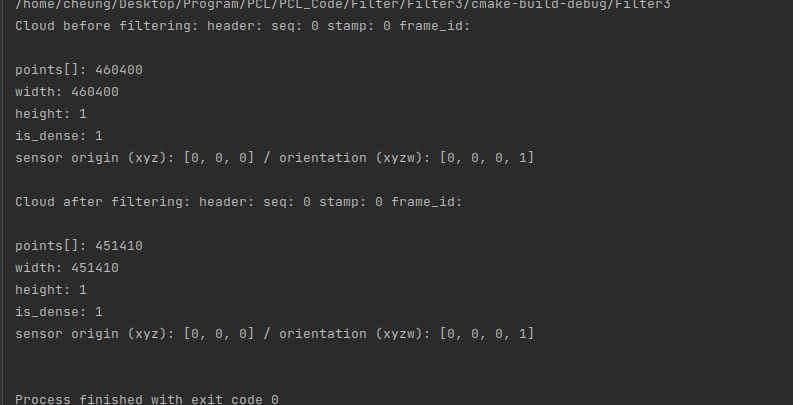 /home/cheung/Desktop/Program/PCL/PCL_Code/Filter/Filter3/cmake-build-debug/Filter3
Cloud before filtering: header: seq: 0 stamp: 0 frame_id:
points[]: 460400
width: 460400
height: 1
is_dense: 1
sensor origin (xyz): [0, 0, 0] / orientation (xyzw): [0, 0, 0, 1]
Cloud after filtering: header: seq: 0 stamp: 0 frame_id:
points[]: 451410
width: 451410
height: 1
is_dense: 1
sensor origin (xyz): [0, 0, 0] / orientation (xyzw): [0, 0, 0, 1]
Process finished with exit code 0